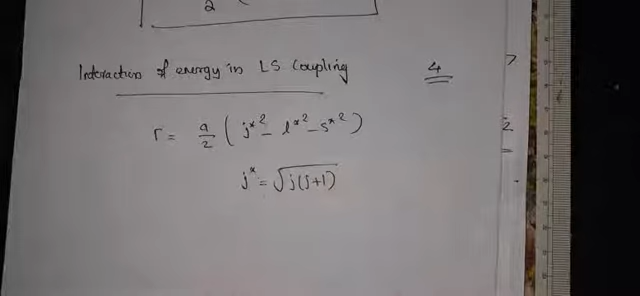 2
Interaction of energy in LS Coupling 4
Γ = a/2 ( j*² - l*² - s*² )
j* = √j(j+1)